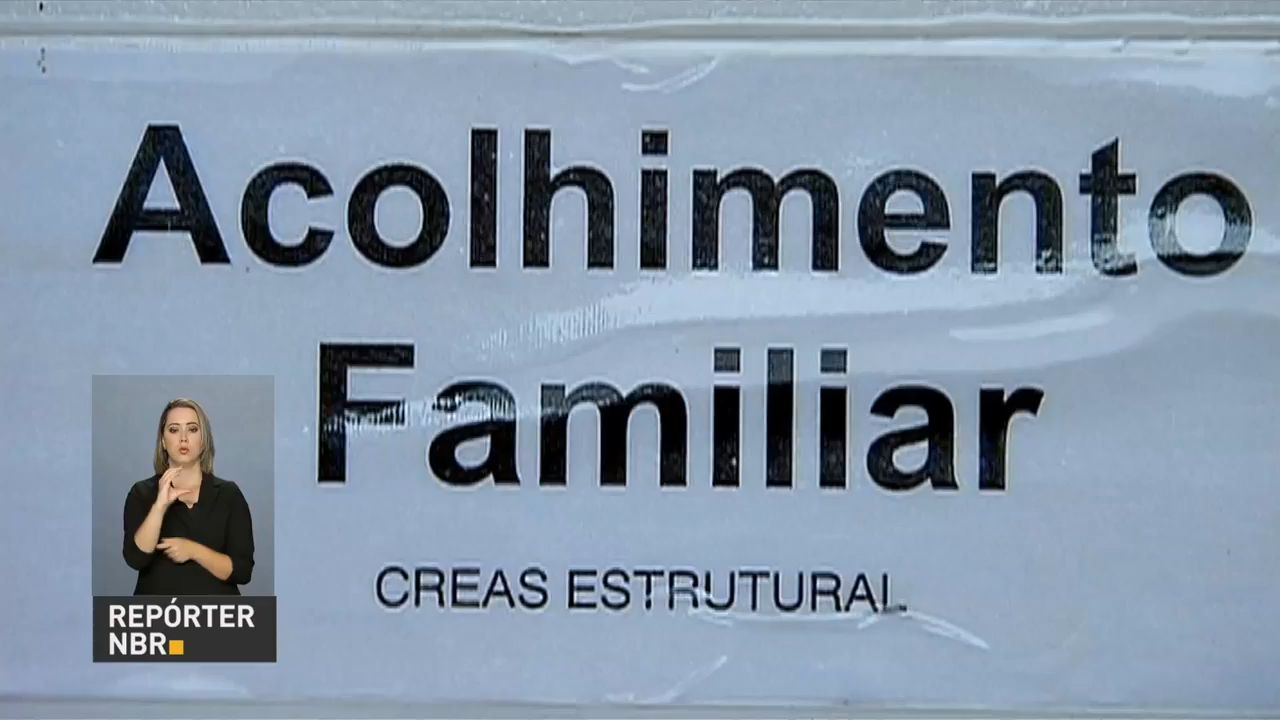 Acolhimento
Familiar
CREAS ESTRUTURAL
REPÓRTER
NBR